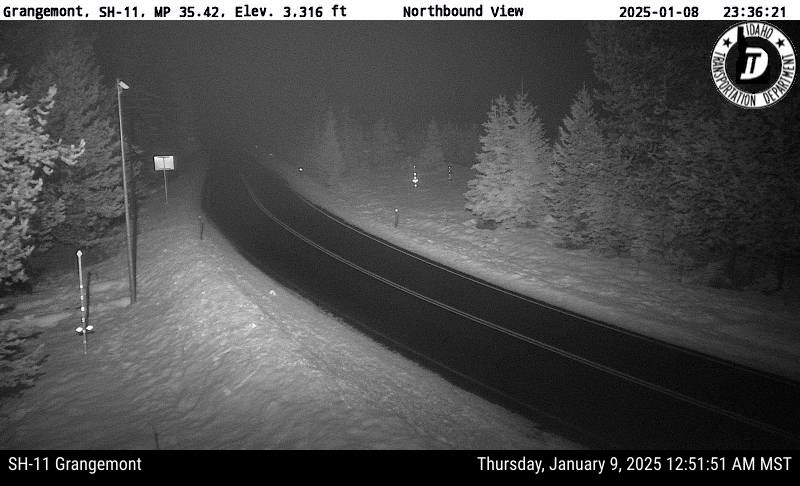 Grangemont, SH-11, MP 35.42, Elev. 3,316 ft Northbound View 2025-01-08 23:36:21
IDAHO
TRANSPORTATION DEPARTMENT
SH-11 Grangemont Thursday, January 9, 2025 12:51:51 AM MST